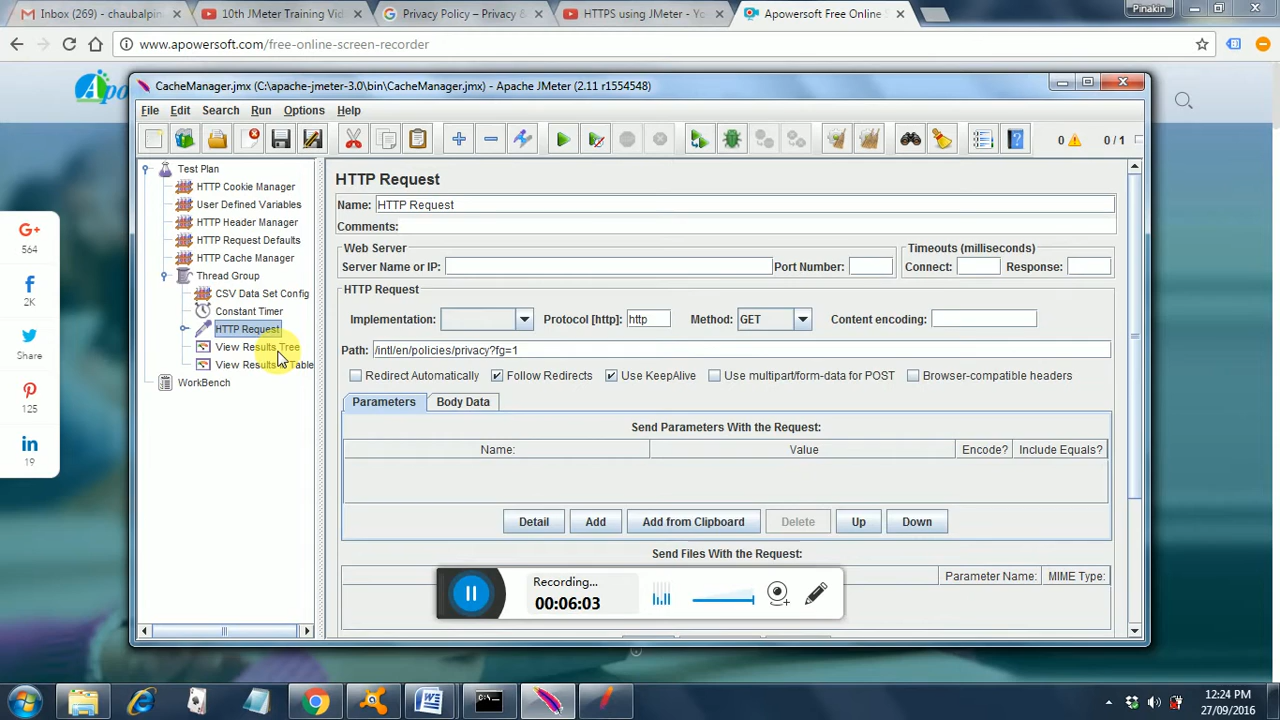 Inbox (269) - chaubalpin
10th JMeter Training Vid
Privacy Policy – Privacy &
HTTPS using JMeter - Yo
Apowersoft Free Online
Pinakin
www.apowersoft.com/free-online-screen-recorder
CacheManager.jmx (C:\apache-jmeter-3.0\bin\CacheManager.jmx) - Apache JMeter (2.11 r1554548)
File Edit Search Run Options Help
0 0/1
Test Plan
HTTP Cookie Manager
User Defined Variables
HTTP Header Manager
HTTP Request Defaults
HTTP Cache Manager
Thread Group
CSV Data Set Config
Constant Timer
HTTP Request
View Results Tree
View Results Table
WorkBench
HTTP Request
Name: HTTP Request
Comments:
Web Server
Server Name or IP: Port Number:
Timeouts (milliseconds)
Connect: Response:
HTTP Request
Implementation: Protocol [http]: http Method: GET Content encoding:
Path: /intl/en/policies/privacy?fg=1
Redirect Automatically Follow Redirects Use KeepAlive Use multipart/form-data for POST Browser-compatible headers
Parameters Body Data
Send Parameters With the Request:
Name: Value Encode? Include Equals?
Detail Add Add from Clipboard Delete Up Down
Send Files With the Request:
Parameter Name: MIME Type:
Recording...
00:06:03
G+
564
2K
Share
125
in
19
12:24 PM
27/09/2016